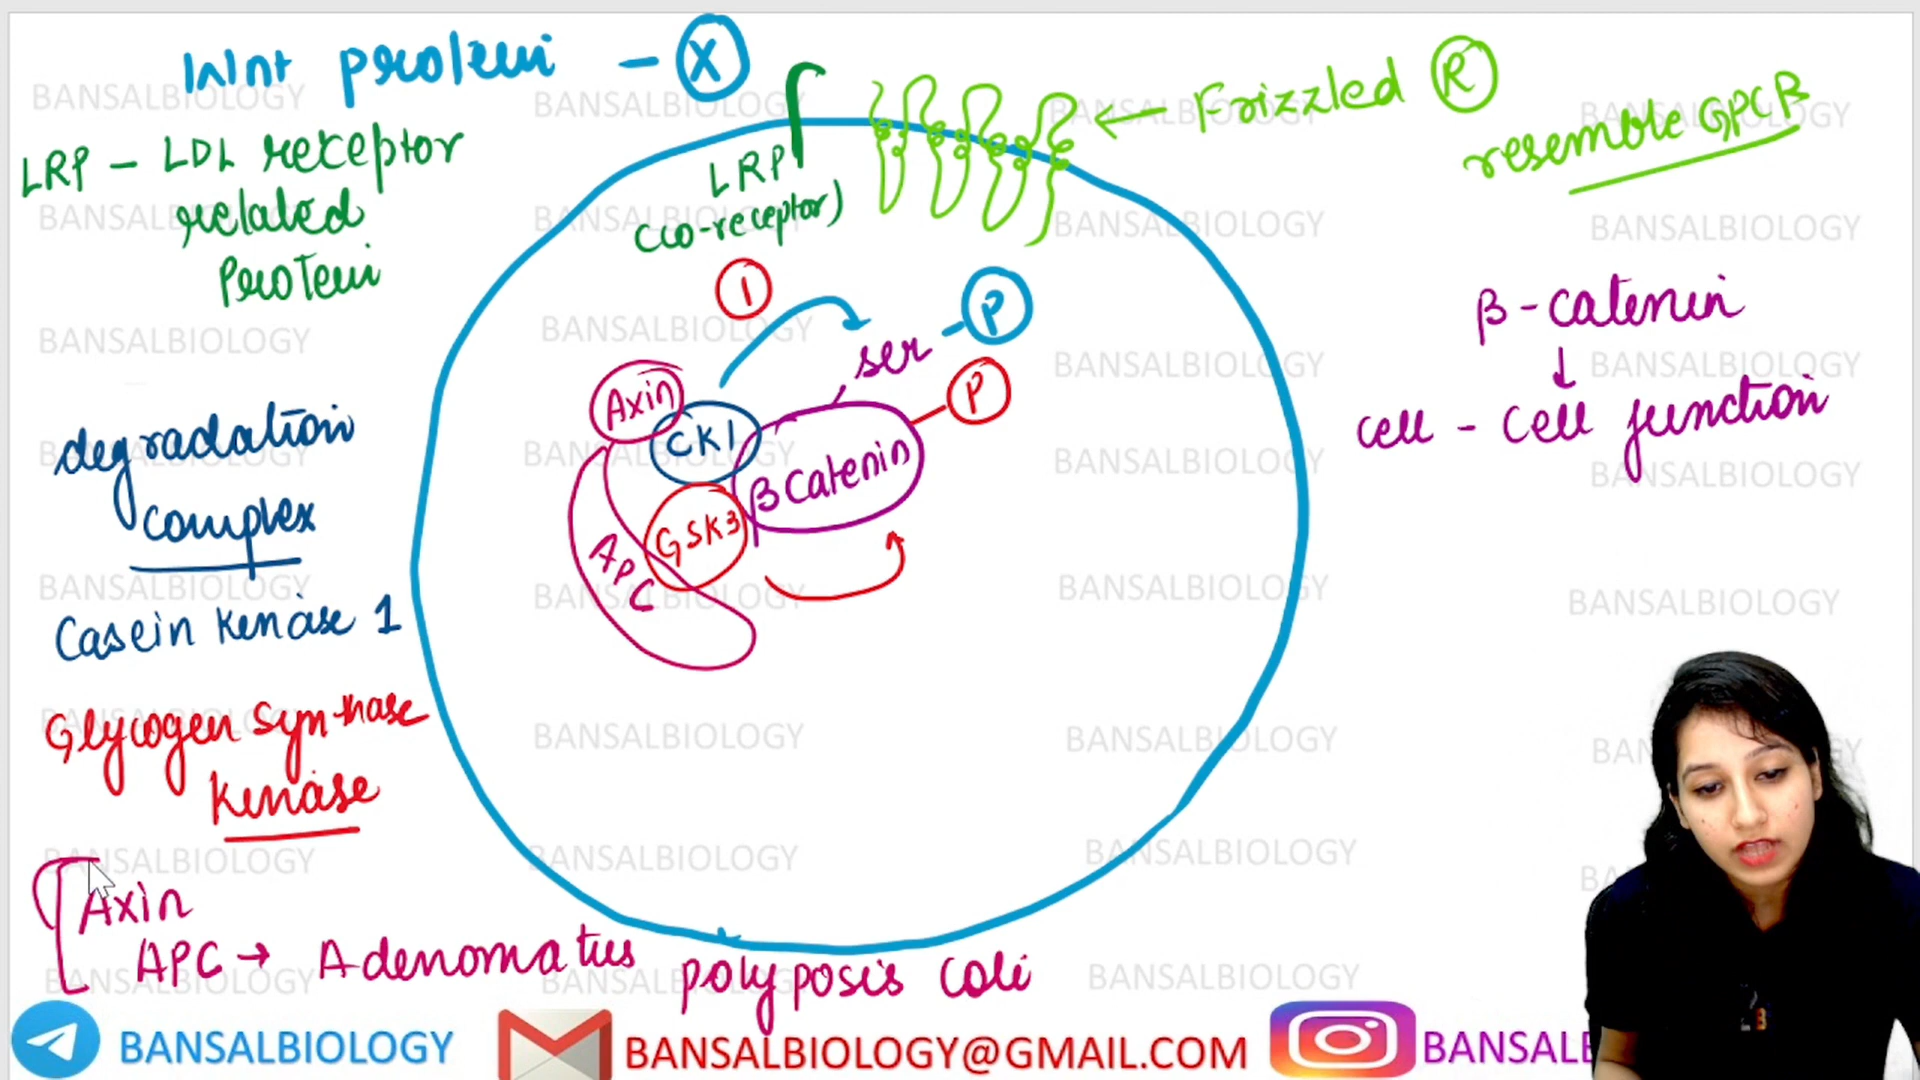 Wnt protein - X
LRP - LDL receptor
related
Protein
LRP
(co-receptor)
← Frizzled R
resemble GPCR
1
ser - P
P
Axin
CK1
β catenin
GSK3
APC
β-catenin
↓
cell - cell junction
degradation
complex
Casein kinase 1
Glycogen synthase
kinase
Axin
APC → Adenomatus polyposis coli
BANSALBIOLOGY
BANSALBIOLOGY@GMAIL.COM
BANSALB